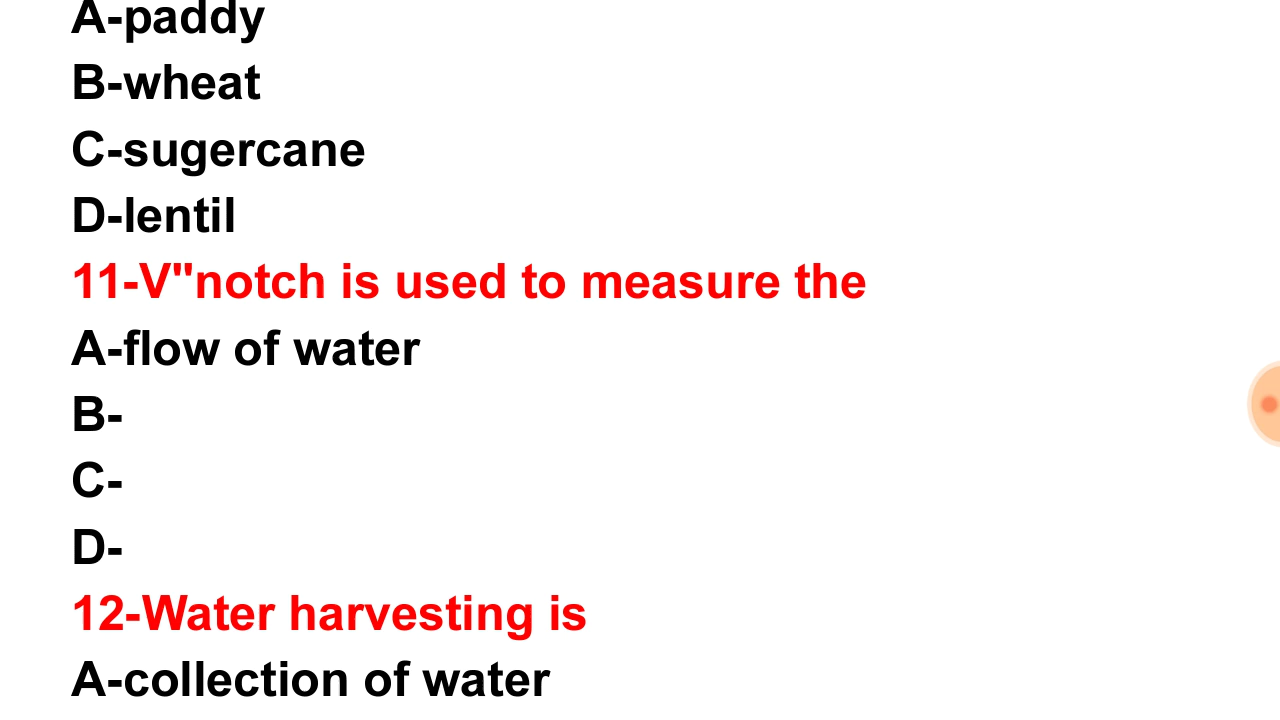 A-paddy
B-wheat
C-sugercane
D-lentil
11-V"notch is used to measure the
A-flow of water
B-
C-
D-
12-Water harvesting is
A-collection of water